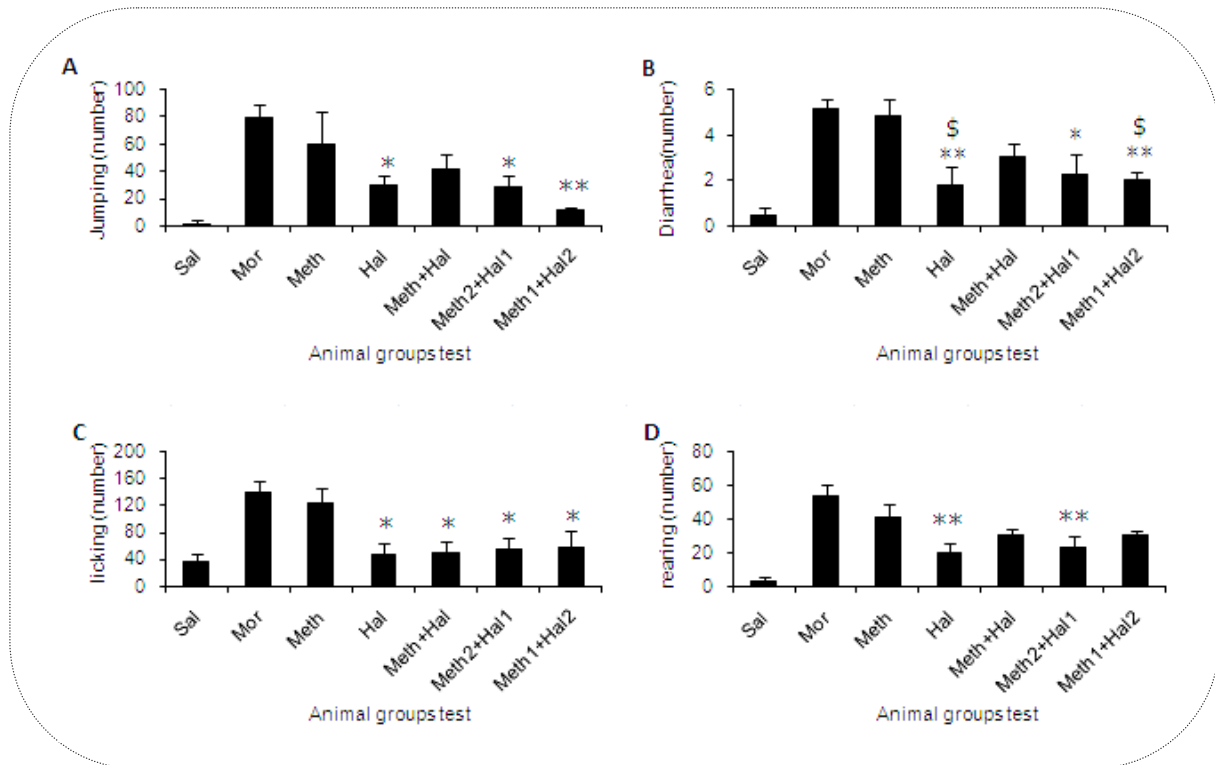 A
Jumping (number)
100
80
60
40
20
0
*
*
**
Sal
Mor
Meth
Hal
Meth+Hal
Meth2+Hal1
Meth1+Hal2
Animal groups test
B
Diarrhea(number)
6
4
2
0
$
**
*
$
**
Sal
Mor
Meth
Hal
Meth+Hal
Meth2+Hal1
Meth1+Hal2
Animal groups test
C
licking (number)
200
160
120
80
40
0
*
*
*
*
Sal
Mor
Meth
Hal
Meth+Hal
Meth2+Hal1
Meth1+Hal2
Animal groups test
D
rearing (number)
80
60
40
20
0
**
**
Sal
Mor
Meth
Hal
Meth+Hal
Meth2+Hal1
Meth1+Hal2
Animal groups test